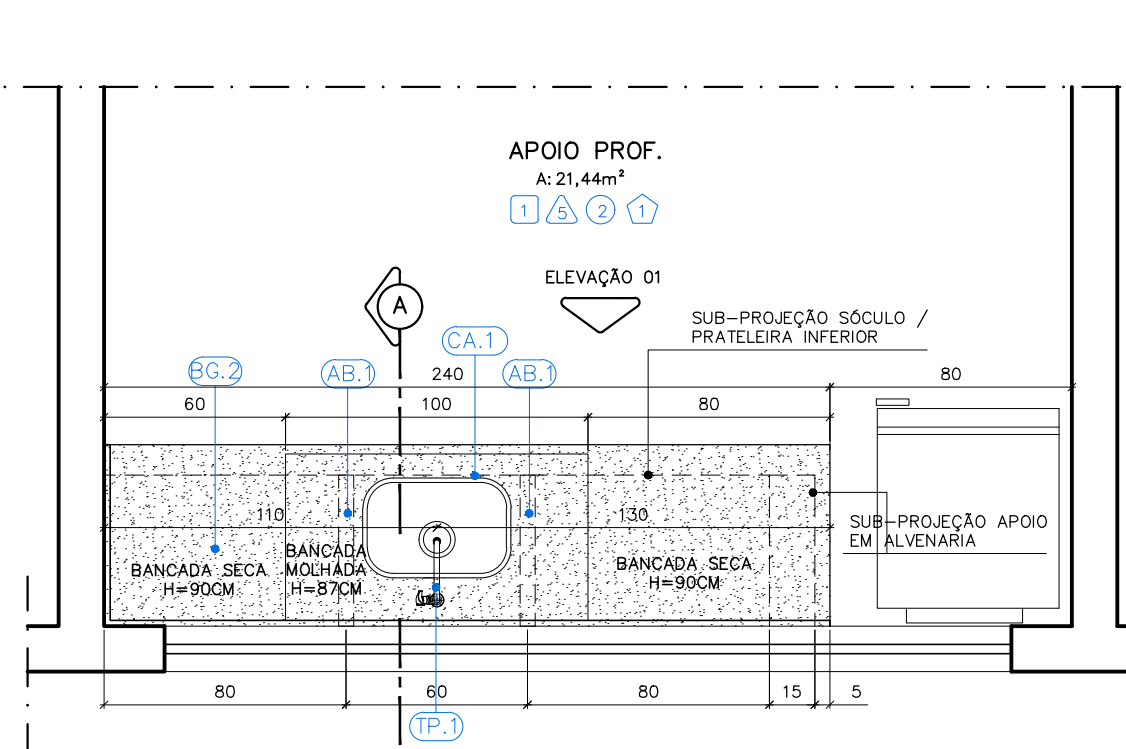 APOIO PROF.
A: 21,44m²
1 5 2 1
ELEVAÇÃO 01
A
SUB-PROJEÇÃO SÓCULO /
PRATELEIRA INFERIOR
CA.1
BG.2
AB.1
AB.1
240
80
60
100
80
110
130
SUB-PROJEÇÃO APOIO
EM ALVENARIA
BANCADA SECA
H=90CM
BANCADA
MOLHADA
H=87CM
BANCADA SECA
H=90CM
80
60
80
15
5
TP.1